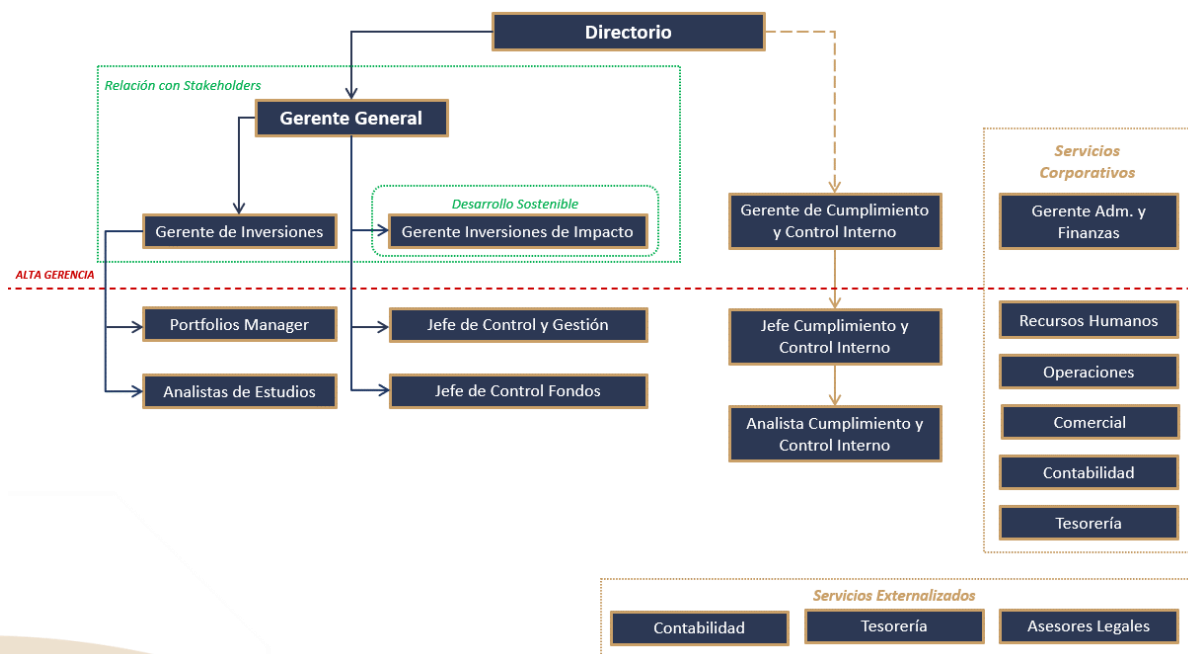 Directorio
Relación con Stakeholders
Gerente General
Servicios
Corporativos
Desarrollo Sostenible
Gerente de Inversiones
Gerente Inversiones de Impacto
Gerente de Cumplimiento
y Control Interno
Gerente Adm. y
Finanzas
ALTA GERENCIA
Portfolios Manager
Jefe de Control y Gestión
Jefe Cumplimiento y
Control Interno
Recursos Humanos
Operaciones
Analistas de Estudios
Jefe de Control Fondos
Analista Cumplimiento y
Control Interno
Comercial
Contabilidad
Tesorería
Servicios Externalizados
Contabilidad
Tesorería
Asesores Legales